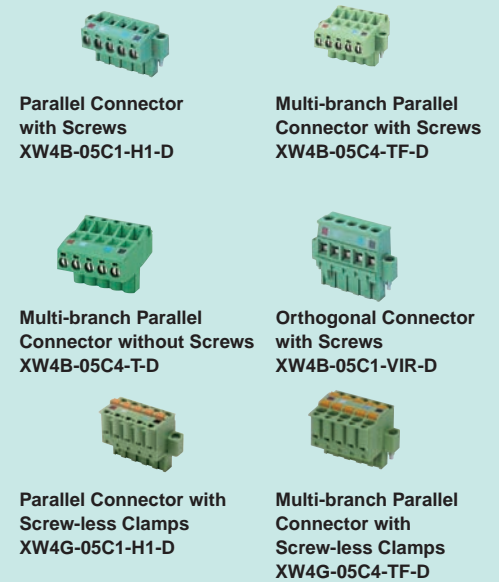 Parallel Connector
with Screws
XW4B-05C1-H1-D
Multi-branch Parallel
Connector with Screws
XW4B-05C4-TF-D
Multi-branch Parallel
Connector without Screws
XW4B-05C4-T-D
Orthogonal Connector
with Screws
XW4B-05C1-VIR-D
Parallel Connector with
Screw-less Clamps
XW4G-05C1-H1-D
Multi-branch Parallel
Connector with
Screw-less Clamps
XW4G-05C4-TF-D